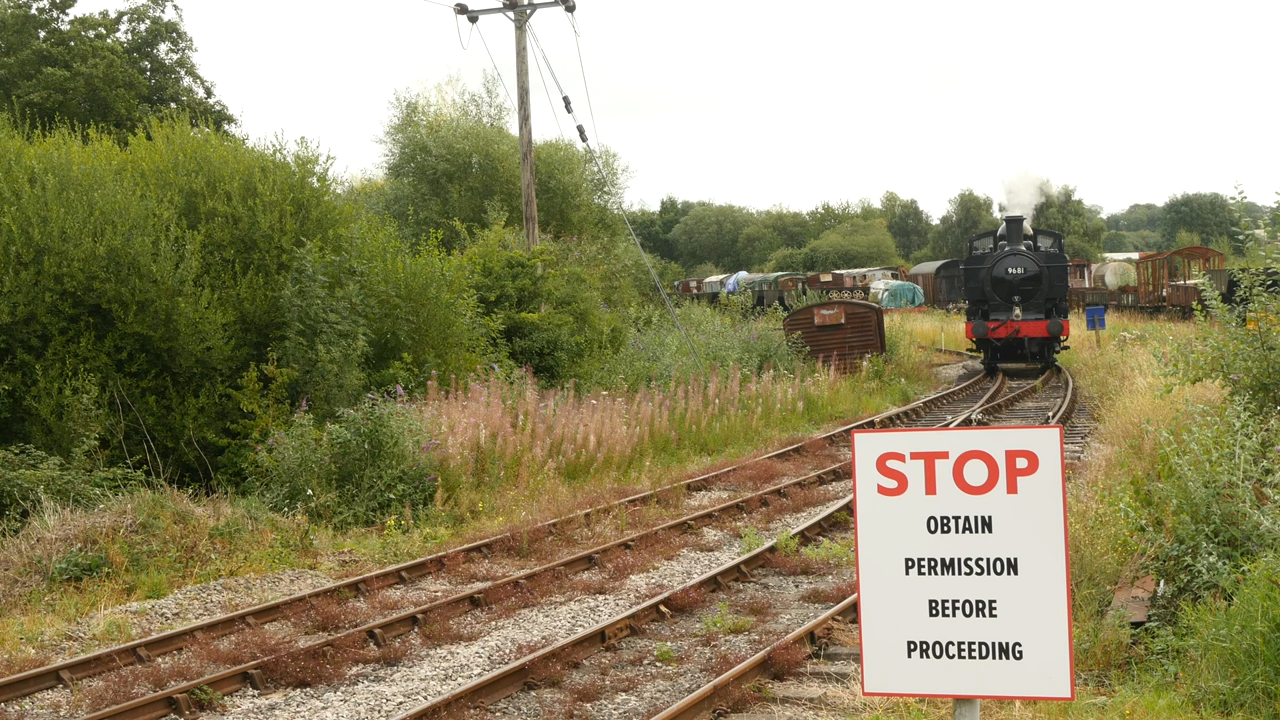 9681
STOP
OBTAIN
PERMISSION
BEFORE
PROCEEDING